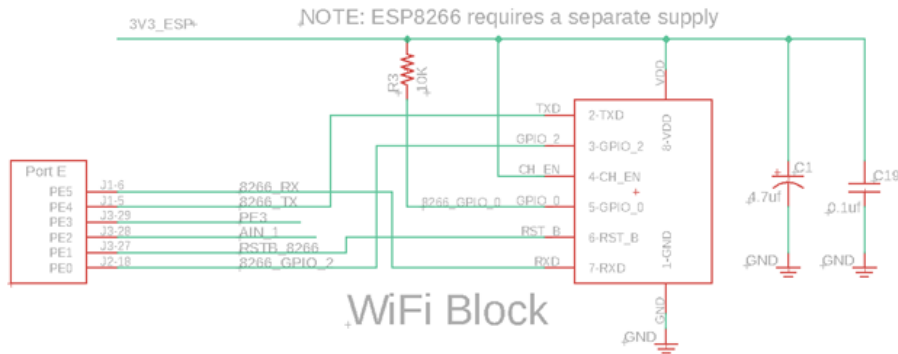 NOTE: ESP8266 requires a separate supply
3V3_ESP
R3
10K
VDD
TXD
2-TXD
8-VDD
GPIO_2
3-GPIO_2
CH_EN
4-CH_EN
8266_GPIO_0
GPIO_0
5-GPIO_0
RST_B
6-RST_B
1-GND
RXD
7-RXD
C1
4.7uf
C19
0.1uf
GND
GND
GND
GND
Port E
PE5
J1-6
8266_RX
PE4
J1-5
8266_TX
PE3
J3-29
PE3
PE2
J3-28
AIN_1
PE1
J3-27
RSTB_8266
PE0
J2-18
8266_GPIO_2
WiFi Block